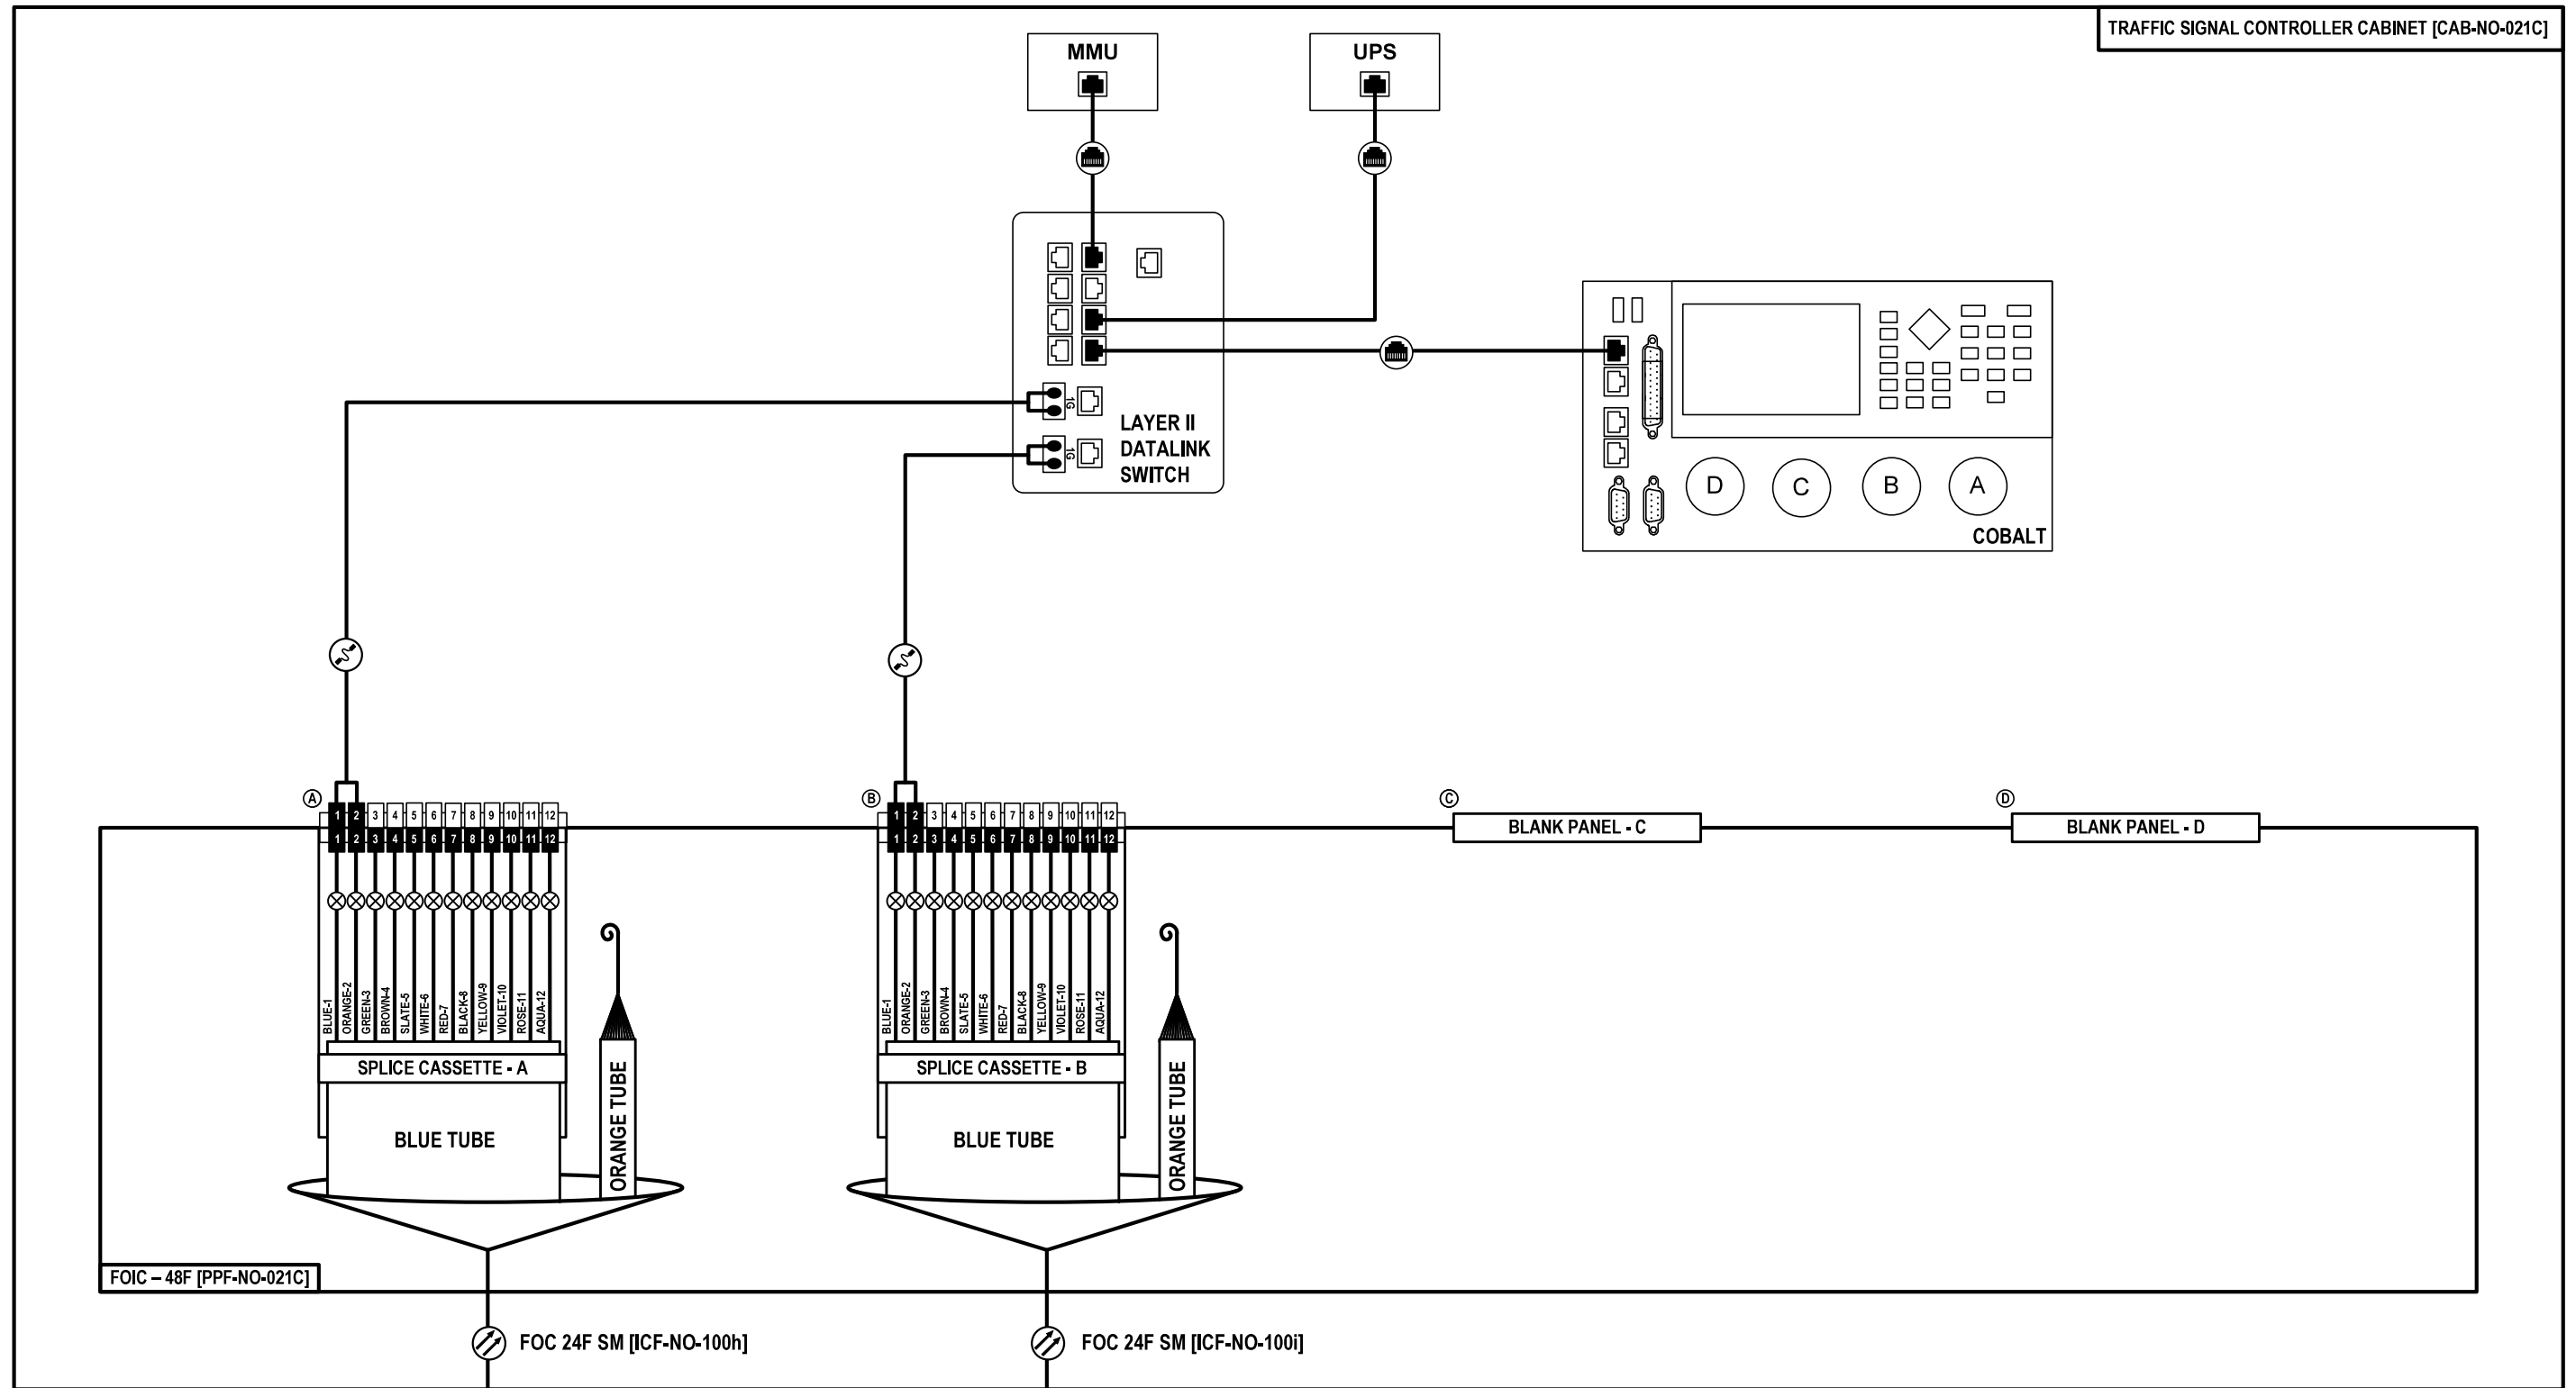 TRAFFIC SIGNAL CONTROLLER CABINET [CAB-NO-021C]
MMU
UPS
1G
1G
LAYER II
DATALINK
SWITCH
D
C
B
A
COBALT
A
1 2 3 4 5 6 7 8 9 10 11 12
1 2 3 4 5 6 7 8 9 10 11 12
BLUE-1
ORANGE-2
GREEN-3
BROWN-4
SLATE-5
WHITE-6
RED-7
BLACK-8
YELLOW-9
VIOLET-10
ROSE-11
AQUA-12
SPLICE CASSETTE - A
BLUE TUBE
ORANGE TUBE
B
1 2 3 4 5 6 7 8 9 10 11 12
1 2 3 4 5 6 7 8 9 10 11 12
BLUE-1
ORANGE-2
GREEN-3
BROWN-4
SLATE-5
WHITE-6
RED-7
BLACK-8
YELLOW-9
VIOLET-10
ROSE-11
AQUA-12
SPLICE CASSETTE - B
BLUE TUBE
ORANGE TUBE
C
BLANK PANEL - C
D
BLANK PANEL - D
FOIC – 48F [PPF-NO-021C]
FOC 24F SM [ICF-NO-100h]
FOC 24F SM [ICF-NO-100i]